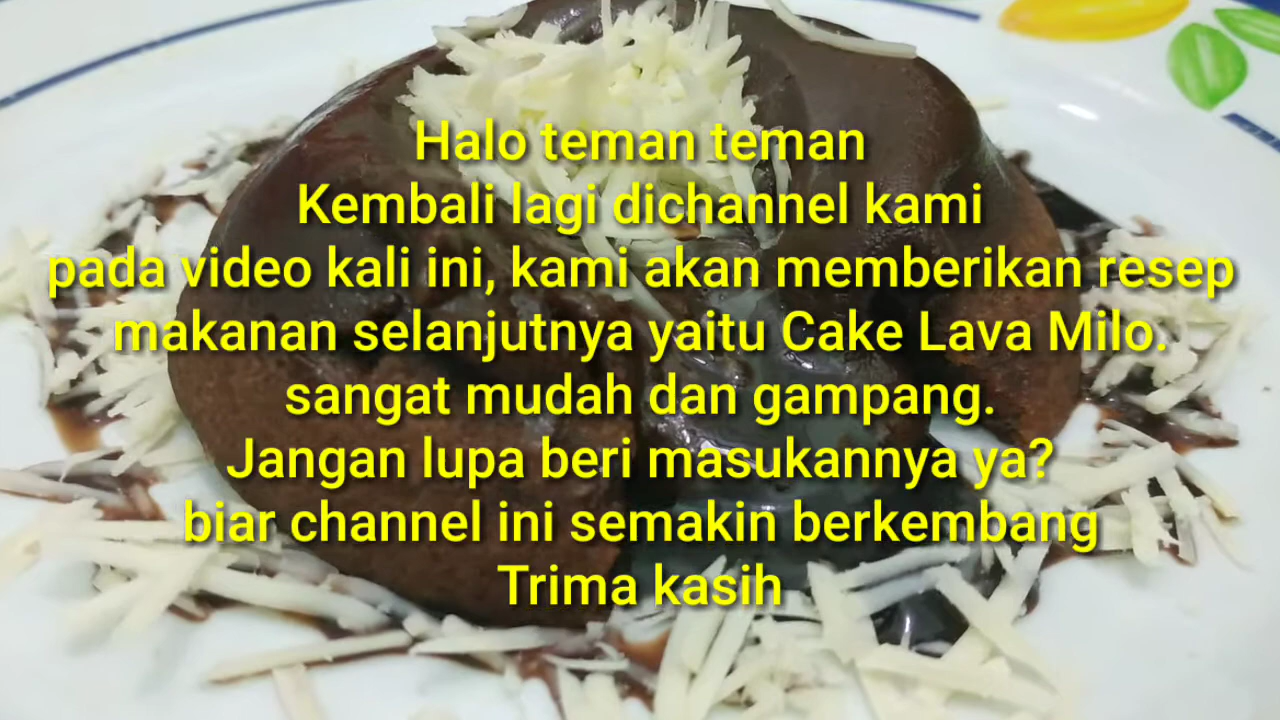 Halo teman teman
Kembali lagi dichannel kami
pada video kali ini, kami akan memberikan resep
makanan selanjutnya yaitu Cake Lava Milo.
sangat mudah dan gampang.
Jangan lupa beri masukannya ya?
biar channel ini semakin berkembang
Trima kasih